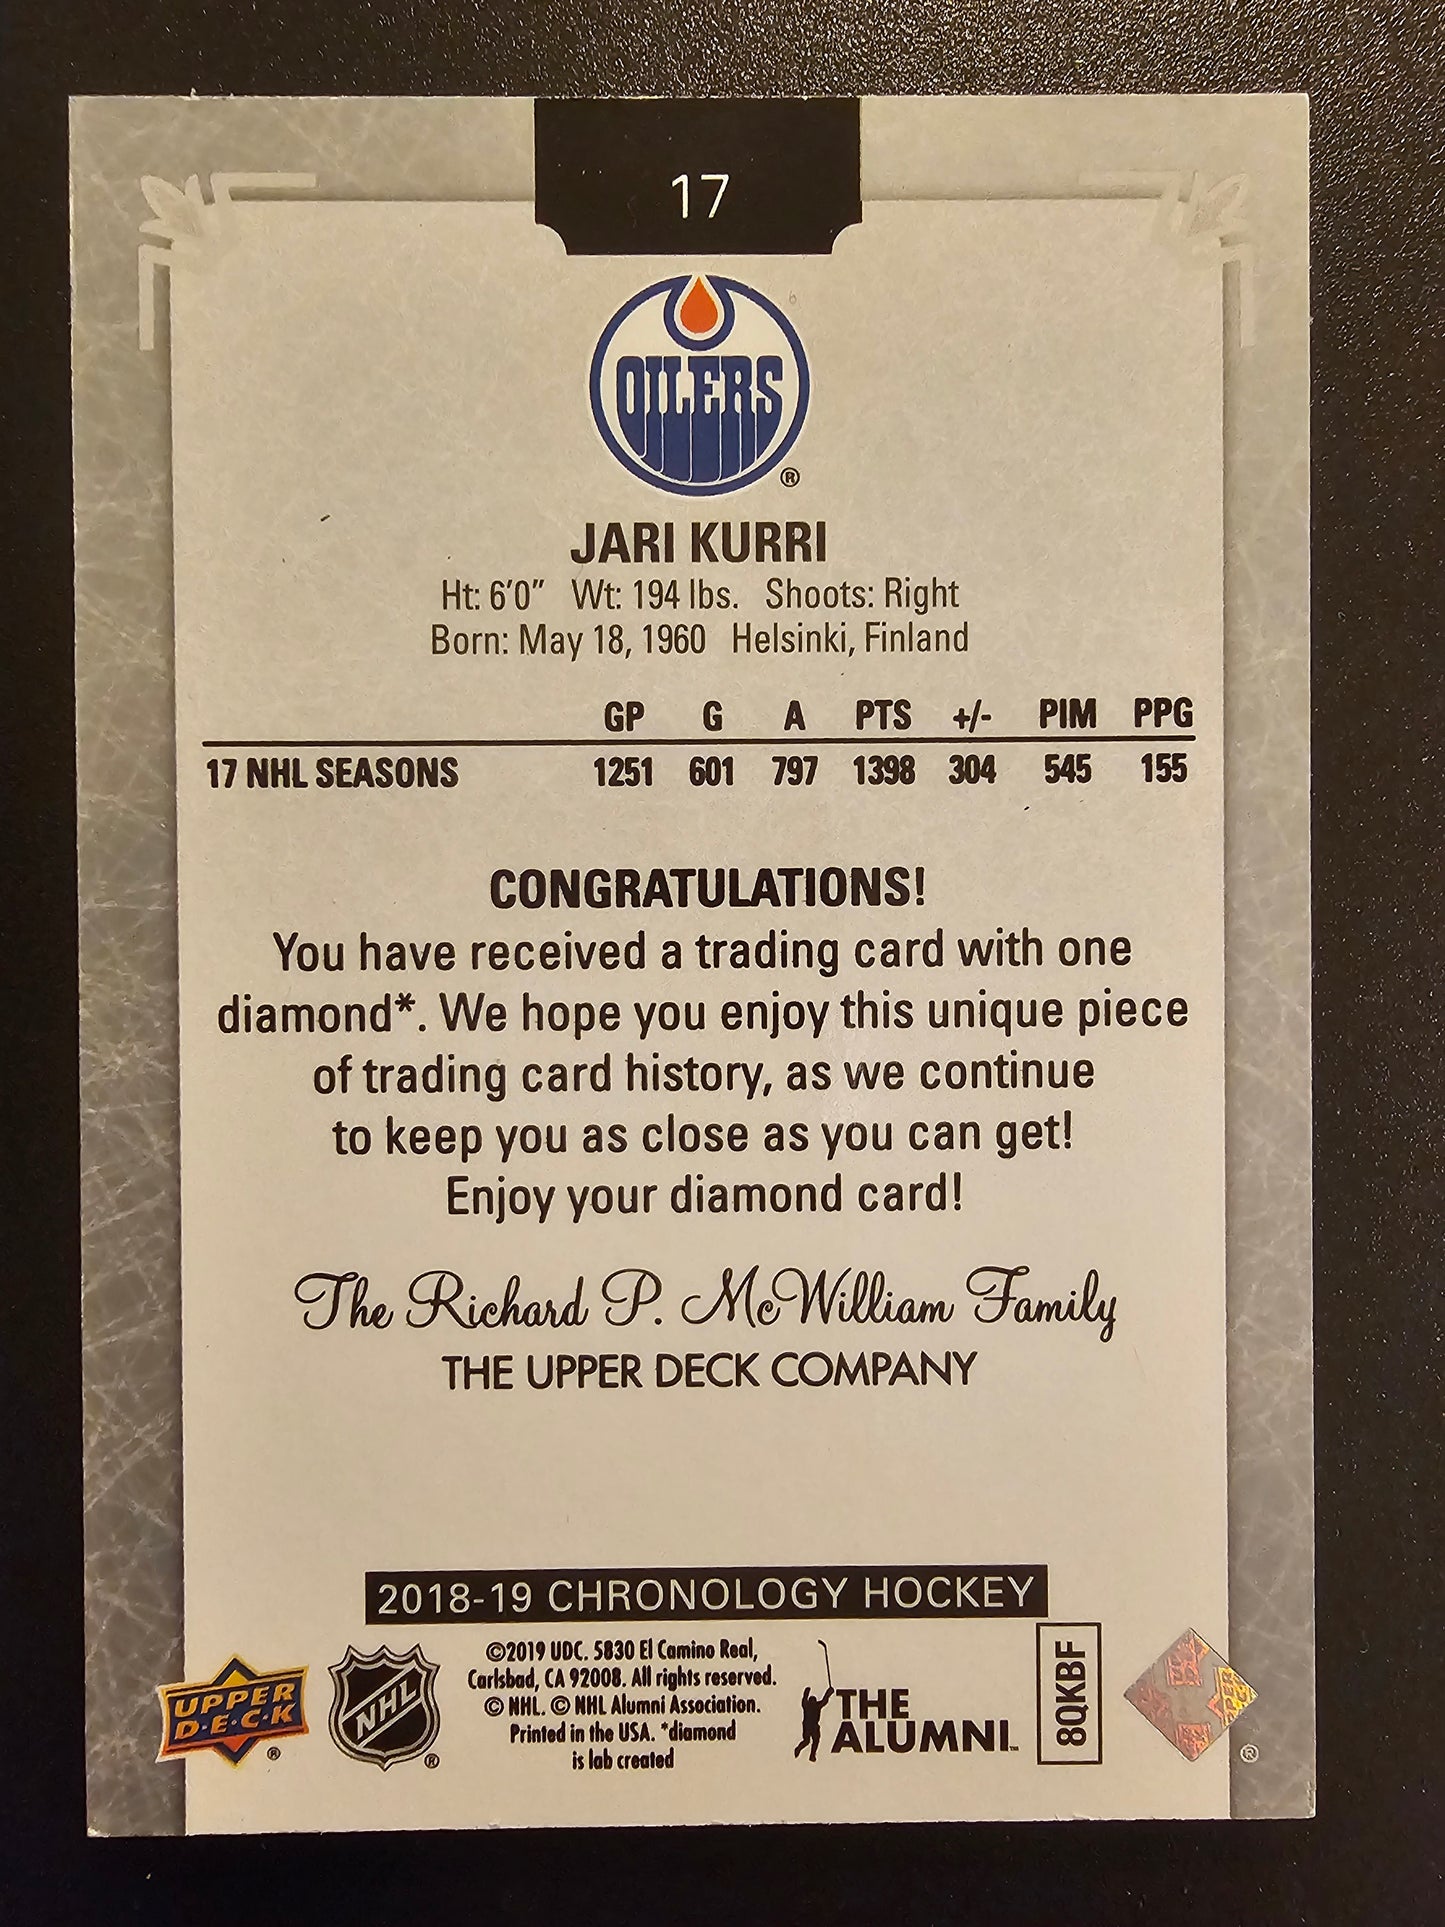 17
OILERS
®
JARI KURRI
Ht: 6'0" Wt: 194 lbs. Shoots: Right
Born: May 18, 1960 Helsinki, Finland
GP G A PTS +/- PIM PPG
17 NHL SEASONS 1251 601 797 1398 304 545 155
CONGRATULATIONS!
You have received a trading card with one
diamond*. We hope you enjoy this unique piece
of trading card history, as we continue
to keep you as close as you can get!
Enjoy your diamond card!
The Richard P. McWilliam Family
THE UPPER DECK COMPANY
2018-19 CHRONOLOGY HOCKEY
UPPER
D·E·C·K
®
NHL
®
©2019 UDC. 5830 El Camino Real,
Carlsbad, CA 92008. All rights reserved.
© NHL. © NHL Alumni Association.
Printed in the USA. *diamond
is lab created
THE
ALUMNI™
8QKBF
®